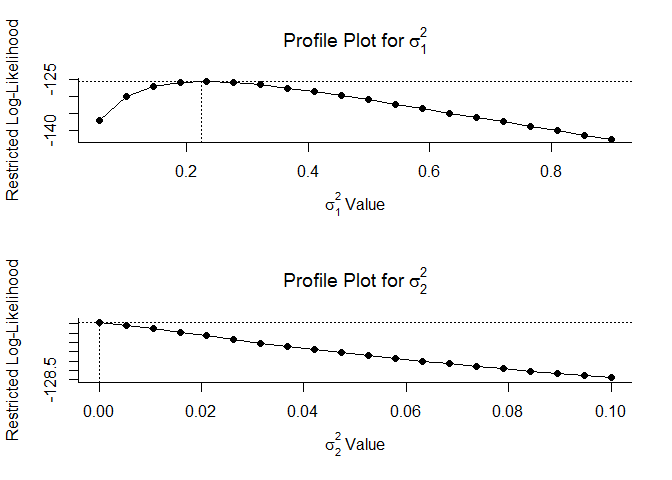 Profile Plot for σ₁²
Restricted Log-Likelihood
-125
-140
0.2 0.4 0.6 0.8
σ₁² Value
Profile Plot for σ₂²
Restricted Log-Likelihood
-128.5
0.00 0.02 0.04 0.06 0.08 0.10
σ₂² Value